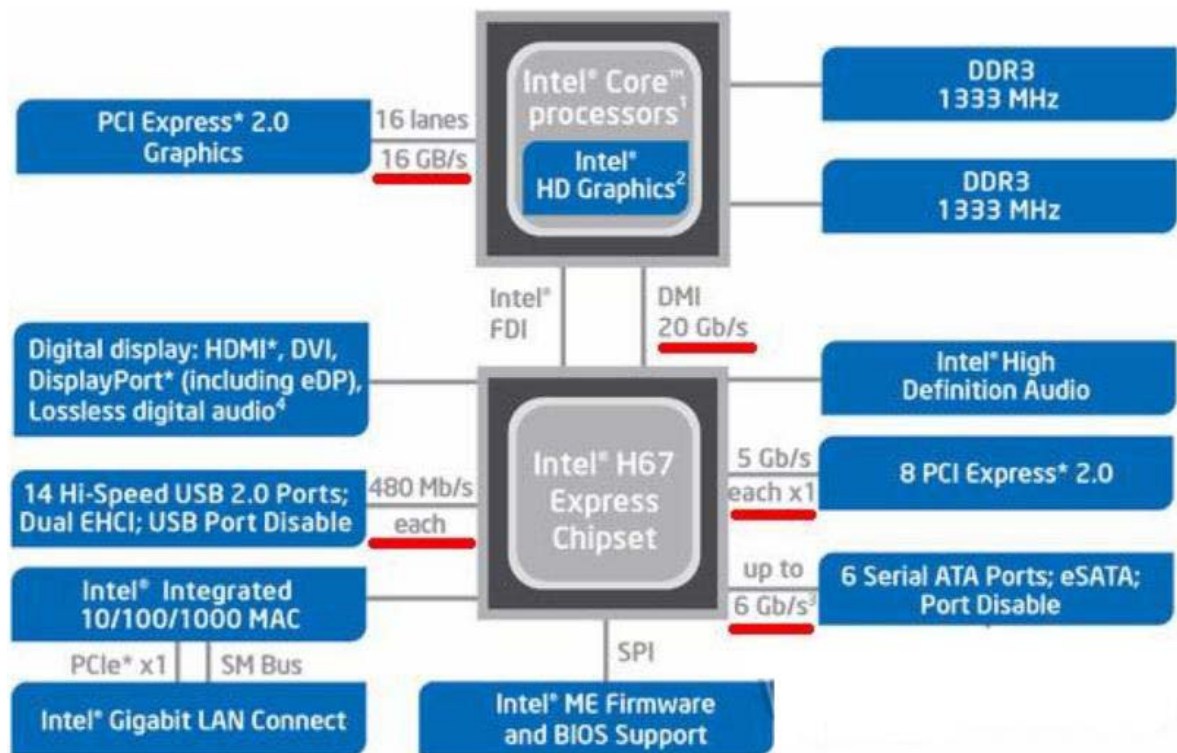 Intel® Core™
processors¹
Intel®
HD Graphics²
PCI Express* 2.0
Graphics
16 lanes
16 GB/s
DDR3
1333 MHz
DDR3
1333 MHz
Intel®
FDI
DMI
20 Gb/s
Digital display: HDMI*, DVI,
DisplayPort* (including eDP),
Lossless digital audio⁴
Intel® High
Definition Audio
Intel® H67
Express
Chipset
14 Hi-Speed USB 2.0 Ports;
Dual EHCI; USB Port Disable
480 Mb/s
each
5 Gb/s
each x1
8 PCI Express* 2.0
Intel® Integrated
10/100/1000 MAC
up to
6 Gb/s³
6 Serial ATA Ports; eSATA;
Port Disable
PCIe* x1
SM Bus
SPI
Intel® Gigabit LAN Connect
Intel® ME Firmware
and BIOS Support